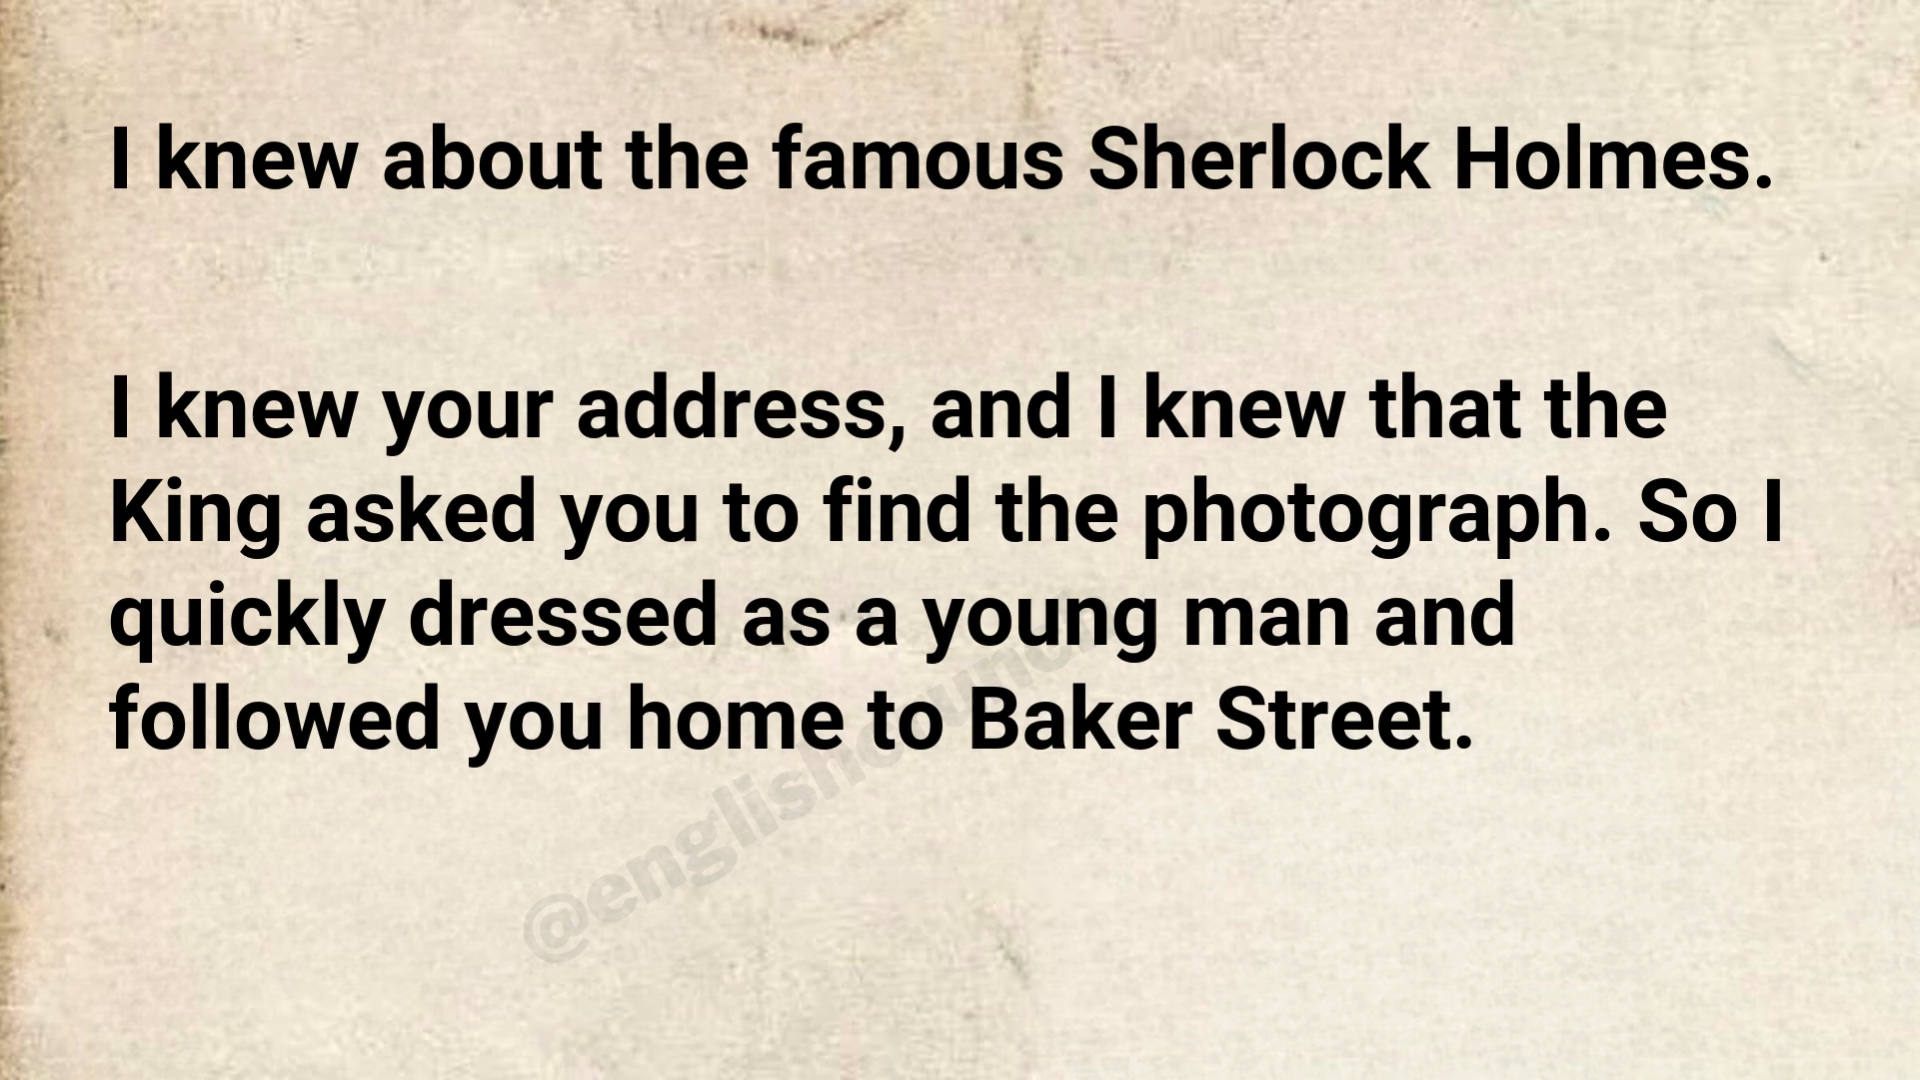 I knew about the famous Sherlock Holmes.
I knew your address, and I knew that the
King asked you to find the photograph. So I
quickly dressed as a young man and
followed you home to Baker Street.